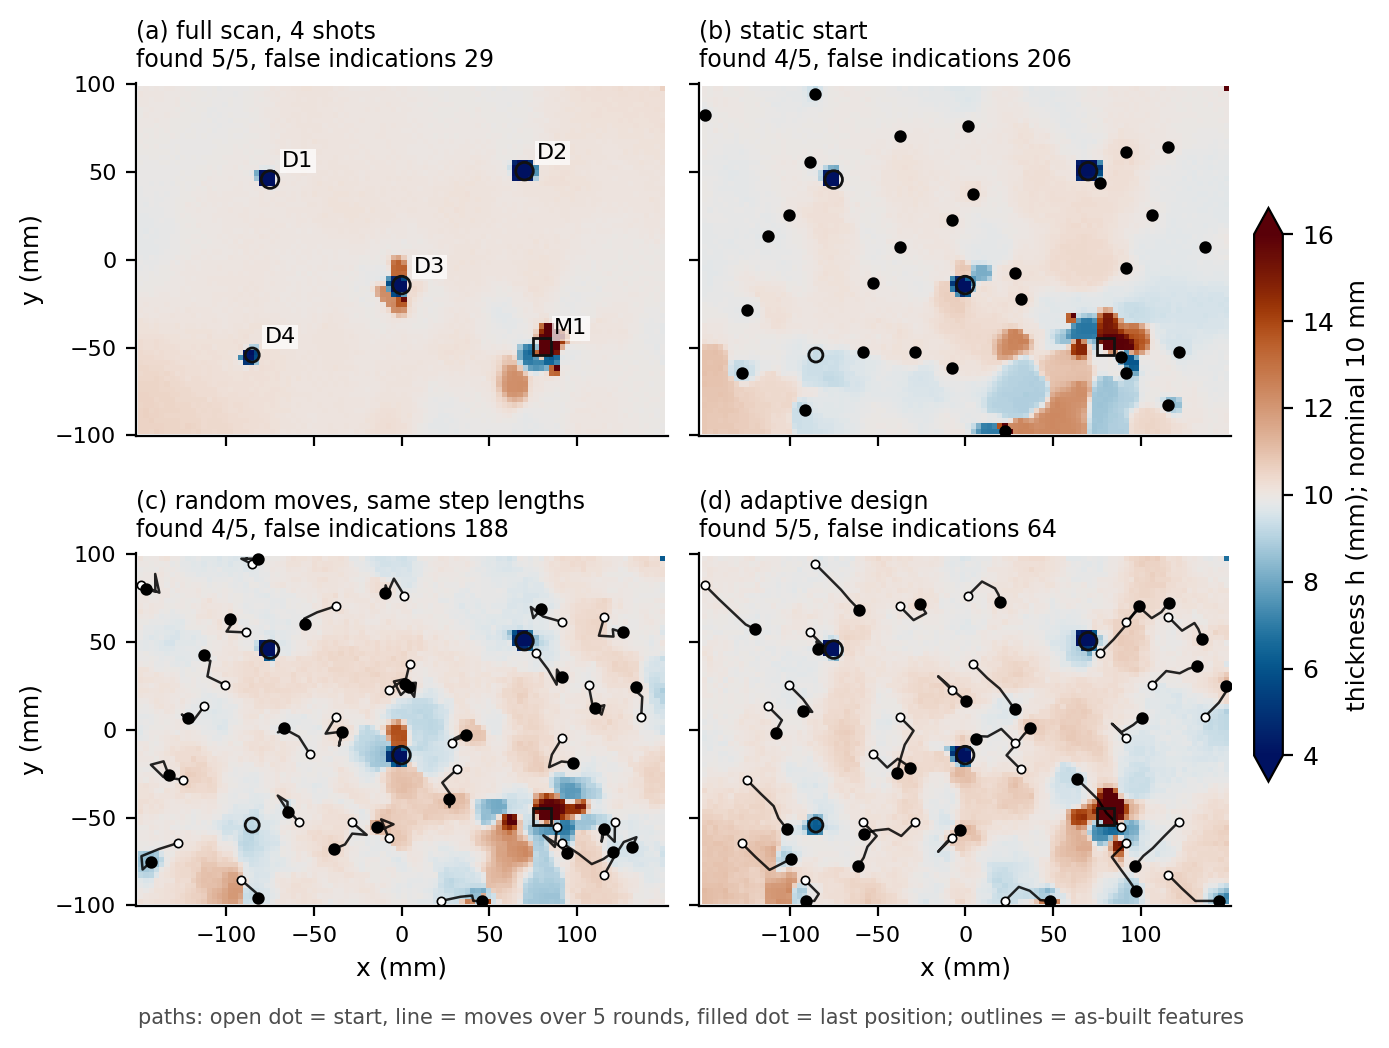 (a) full scan, 4 shots
found 5/5, false indications 29
(b) static start
found 4/5, false indications 206
100
50
0
−50
−100
y (mm)
D1
D2
D3
D4
M1
16
14
12
10
8
6
4
thickness h (mm); nominal 10 mm
(c) random moves, same step lengths
found 4/5, false indications 188
(d) adaptive design
found 5/5, false indications 64
100
50
0
−50
−100
y (mm)
−100 −50 0 50 100
x (mm)
−100 −50 0 50 100
x (mm)
paths: open dot = start, line = moves over 5 rounds, filled dot = last position; outlines = as-built features